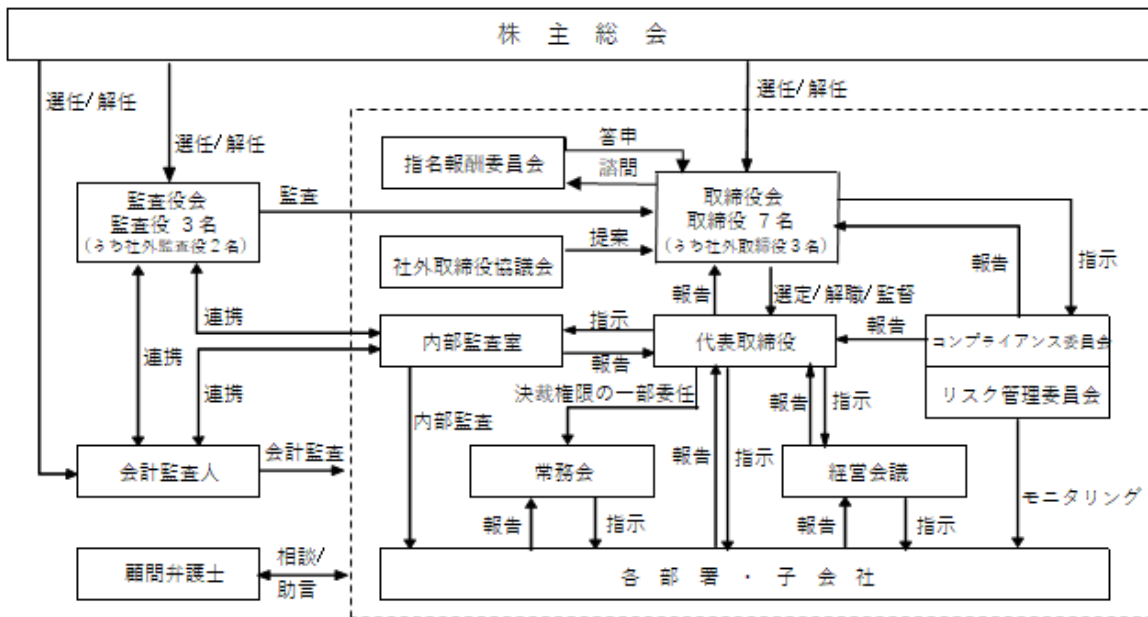 株主総会
選任/解任
選任/解任
選任/解任
指名報酬委員会
答申
諮問
監査役会
監査役 3名
(うち社外監査役2名)
監査
取締役会
取締役 7名
(うち社外取締役3名)
社外取締役協議会
提案
報告
指示
報告
選定/解職/監督
連携
内部監査室
指示
報告
代表取締役
報告
コンプライアンス委員会
リスク管理委員会
連携
連携
決裁権限の一部委任
報告
指示
内部監査
会計監査人
会計監査
常務会
報告
指示
経営会議
モニタリング
報告
指示
報告
指示
顧問弁護士
相談/
助言
各部署・子会社